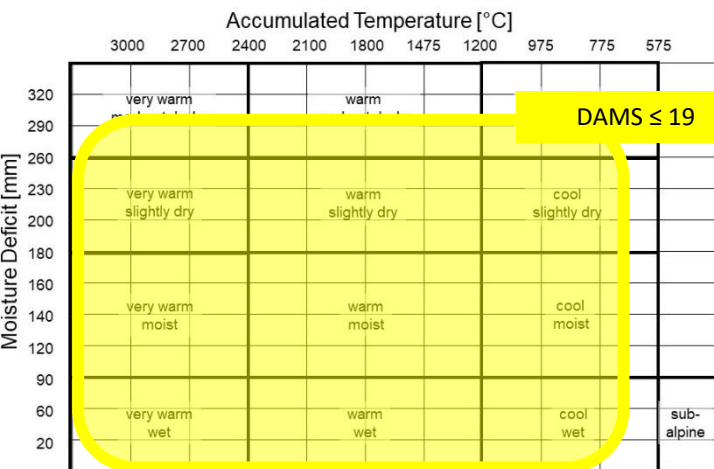 Accumulated Temperature [°C]
3000 2700 2400 2100 1800 1475 1200 975 775 575
Moisture Deficit [mm]
320
290
260
230
200
180
160
140
120
90
60
20
very warm
warm
DAMS ≤ 19
very warm
slightly dry
warm
slightly dry
cool
slightly dry
very warm
moist
warm
moist
cool
moist
very warm
wet
warm
wet
cool
wet
sub-
alpine